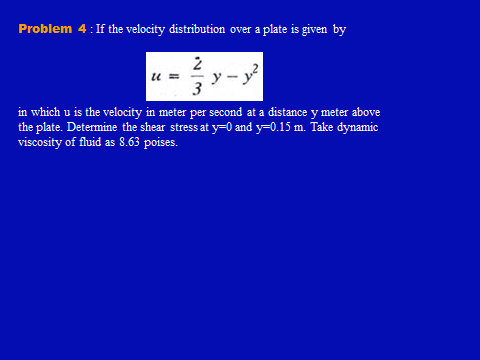 Problem 4 : If the velocity distribution over a plate is given by
u = 2/3 y – y²
in which u is the velocity in meter per second at a distance y meter above
the plate. Determine the shear stress at y=0 and y=0.15 m. Take dynamic
viscosity of fluid as 8.63 poises.